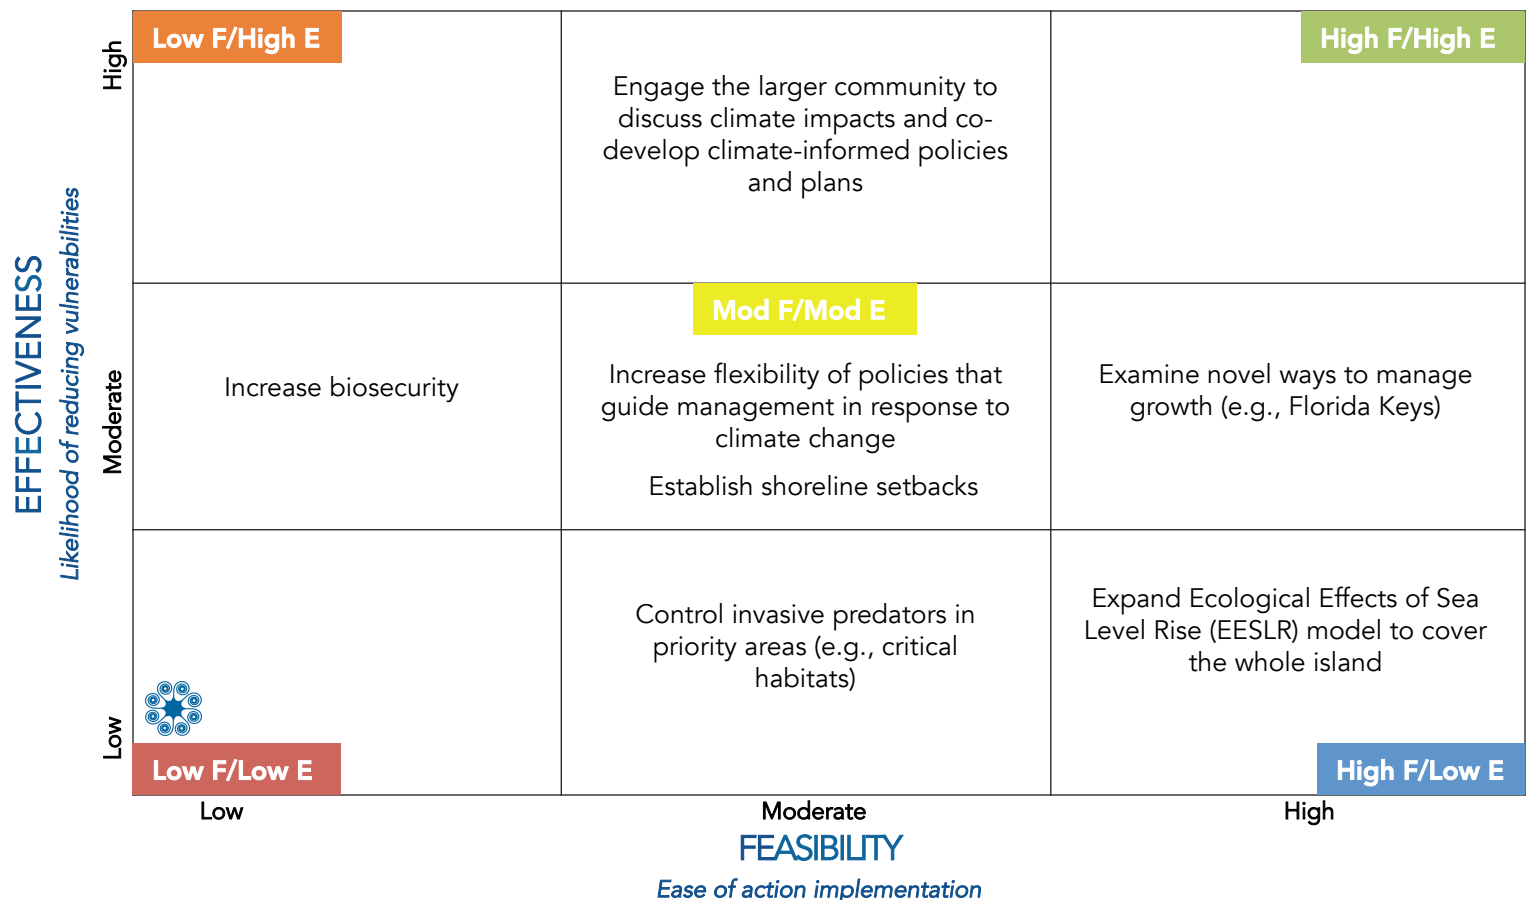 Low F/High E
High F/High E
High
Engage the larger community to
discuss climate impacts and co-
develop climate-informed policies
and plans
EFFECTIVENESS
Likelihood of reducing vulnerabilities
Moderate
Increase biosecurity
Mod F/Mod E
Increase flexibility of policies that
guide management in response to
climate change
Establish shoreline setbacks
Examine novel ways to manage
growth (e.g., Florida Keys)
Low
Control invasive predators in
priority areas (e.g., critical
habitats)
Expand Ecological Effects of Sea
Level Rise (EESLR) model to cover
the whole island
Low F/Low E
High F/Low E
Low
Moderate
High
FEASIBILITY
Ease of action implementation